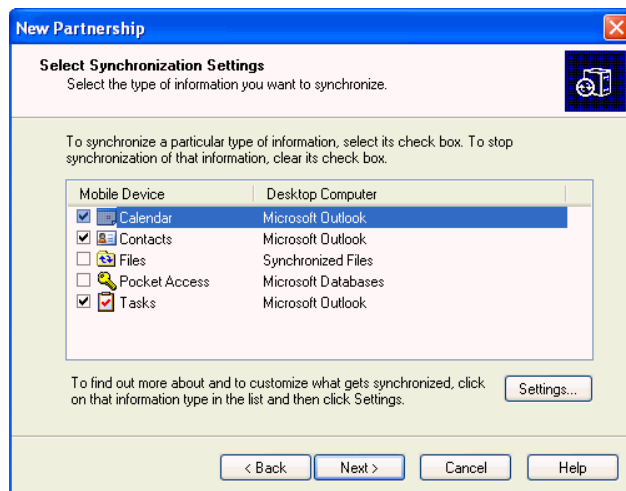 New Partnership
Select Synchronization Settings
Select the type of information you want to synchronize.
To synchronize a particular type of information, select its check box. To stop
synchronization of that information, clear its check box.
Mobile Device Desktop Computer
Calendar Microsoft Outlook
Contacts Microsoft Outlook
Files Synchronized Files
Pocket Access Microsoft Databases
Tasks Microsoft Outlook
To find out more about and to customize what gets synchronized, click
on that information type in the list and then click Settings.
Settings...
< Back Next > Cancel Help